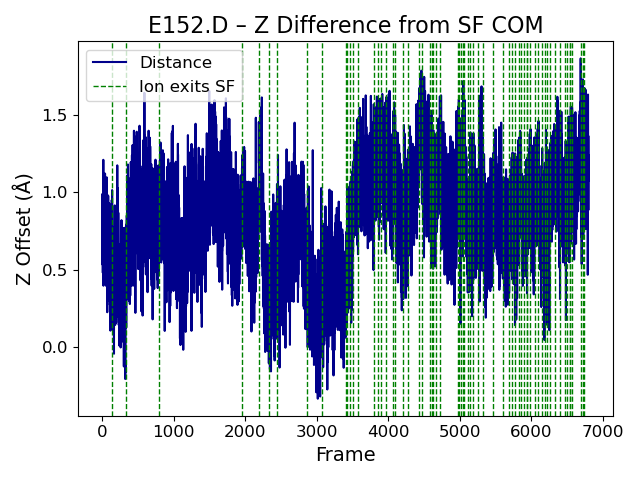 E152.D – Z Difference from SF COM
Distance
Ion exits SF
Z Offset (Å)
1.5
1.0
0.5
0.0
0
1000
2000
3000
4000
5000
6000
7000
Frame